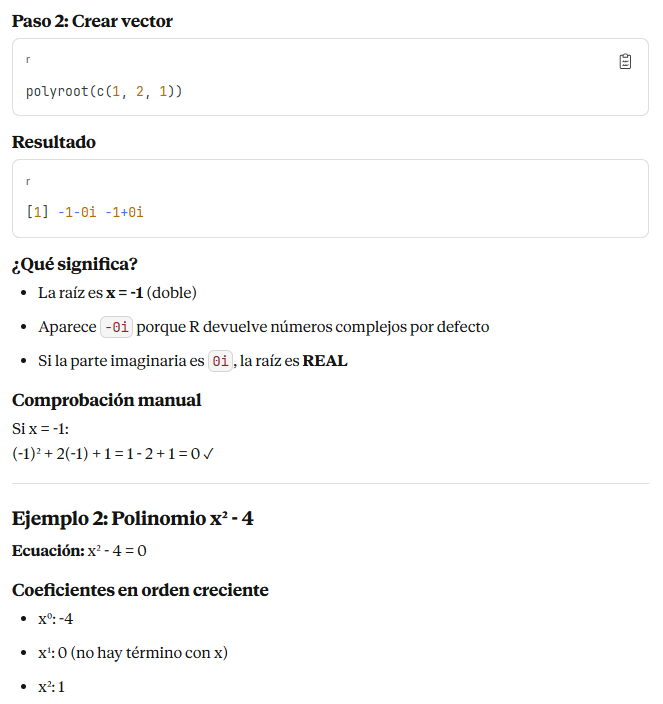 Paso 2: Crear vector
r
polyroot(c(1, 2, 1))
Resultado
r
[1] -1-0i -1+0i
¿Qué significa?
• La raíz es x = -1 (doble)
• Aparece -0i porque R devuelve números complejos por defecto
• Si la parte imaginaria es 0i, la raíz es REAL
Comprobación manual
Si x = -1:
(-1)² + 2(-1) + 1 = 1 - 2 + 1 = 0 ✓
Ejemplo 2: Polinomio x² - 4
Ecuación: x² - 4 = 0
Coeficientes en orden creciente
• x⁰: -4
• x¹: 0 (no hay término con x)
• x²: 1